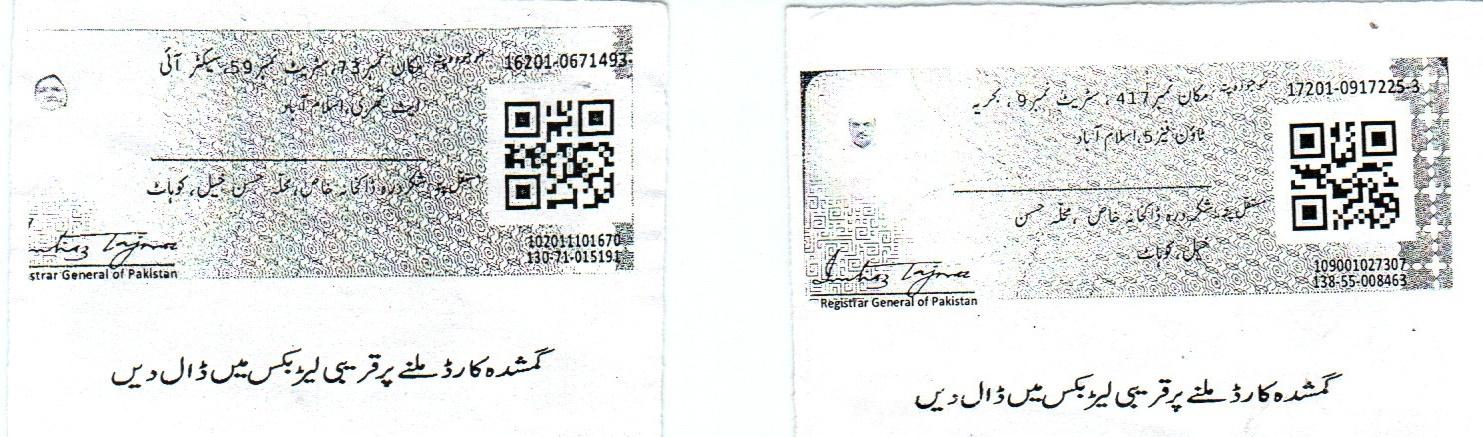 موجودہ پتہ مکان نمبر 73، سٹریٹ نمبر 59، سیکٹر آئی
16201-0671493-
ایٹ تھری، اسلام آباد
مستقل پتہ شکردرہ ڈاکخانہ خاص، محلہ حسن خیل، کوہاٹ
102011101670
130-71-015191
strar General of Pakistan
گمشدہ کارڈ ملنے پر قریبی لیٹر بکس میں ڈال دیں
موجودہ پتہ مکان نمبر 417، سٹریٹ نمبر 9، بحریہ
17201-0917225-3
ٹاؤن فیز 5، اسلام آباد
مستقل پتہ شکردرہ ڈاکخانہ خاص، محلہ حسن
خیل، کوہاٹ
109001027307
138-55-008463
Registrar General of Pakistan
گمشدہ کارڈ ملنے پر قریبی لیٹر بکس میں ڈال دیں